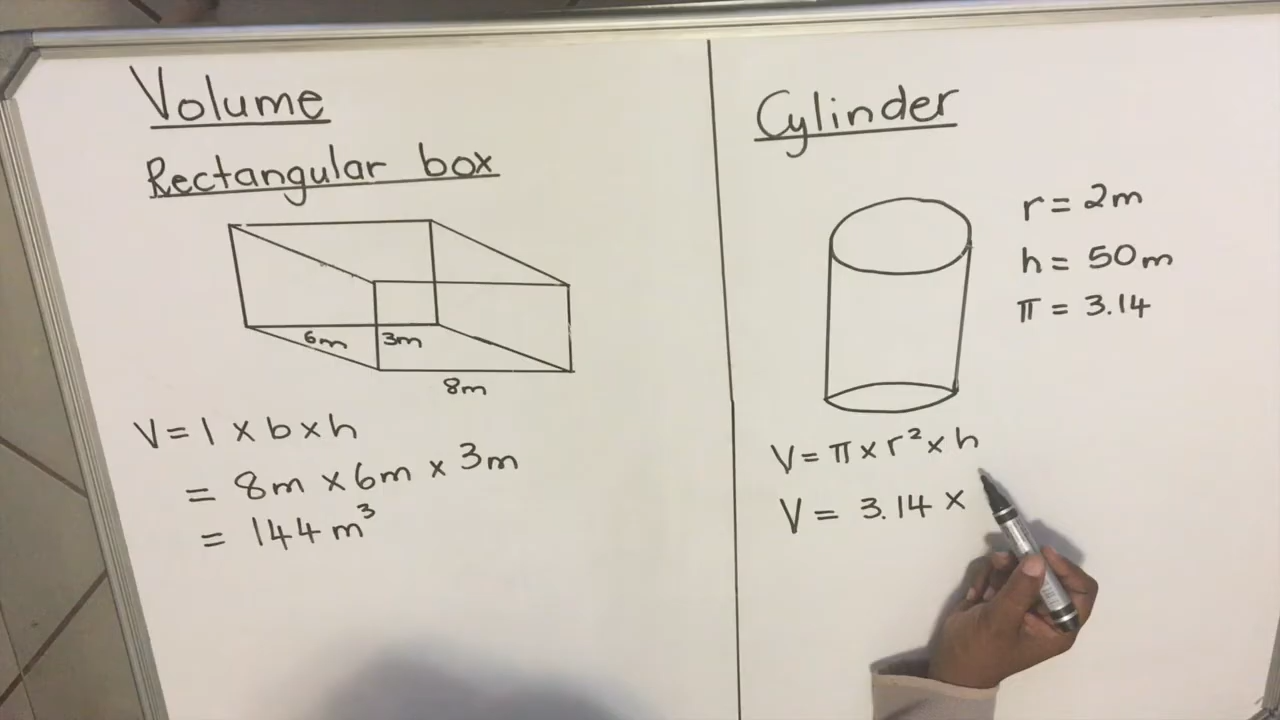 Volume
Rectangular box
6m
3m
8m
V = l × b × h
= 8m × 6m × 3m
= 144 m³
Cylinder
r = 2m
h = 50m
π = 3.14
V = π × r² × h
V = 3.14 ×